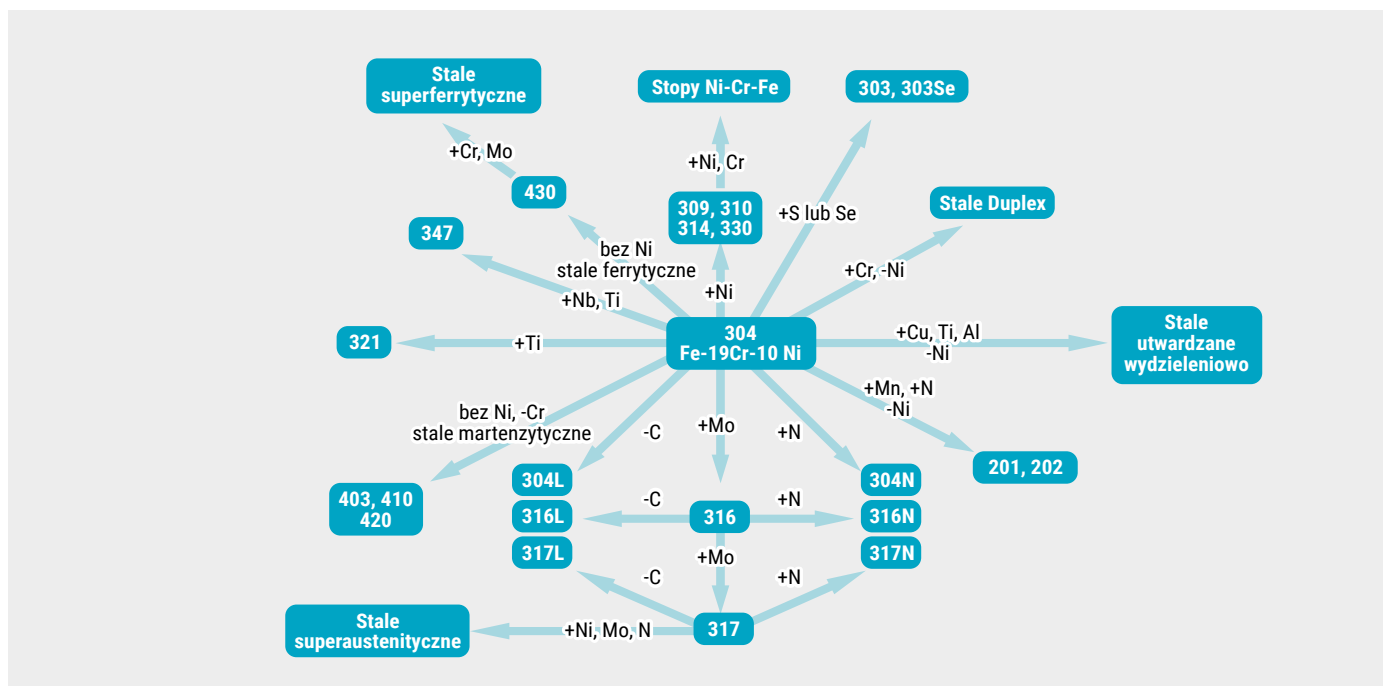 Stale
superferrytyczne
Stopy Ni-Cr-Fe
303, 303Se
+Cr, Mo
+Ni, Cr
430
309, 310
314, 330
+S lub Se
Stale Duplex
347
bez Ni
stale ferrytyczne
+Cr, -Ni
+Nb, Ti
+Ni
321
+Ti
304
Fe-19Cr-10 Ni
+Cu, Ti, Al
-Ni
Stale
utwardzane
wydzieleniowo
bez Ni, -Cr
stale martenzytyczne
-C
+Mo
+N
+Mn, +N
-Ni
201, 202
403, 410
420
304L
304N
316L
-C
316
+N
316N
317L
+Mo
317N
-C
+N
Stale
superaustenityczne
+Ni, Mo, N
317